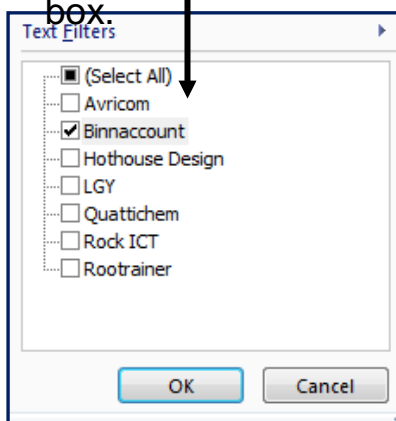 box.
Text Filters
(Select All)
Avricom
Binnaccount
Hothouse Design
LGY
Quattichem
Rock ICT
Rootrainer
OK Cancel